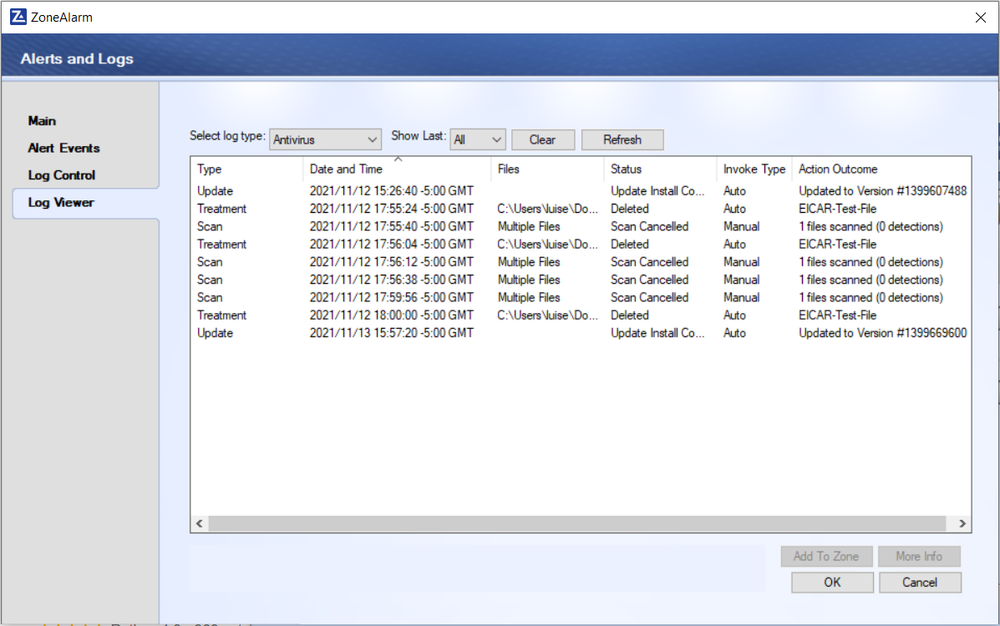 ZoneAlarm
Alerts and Logs
Main
Alert Events
Log Control
Log Viewer
Select log type: Antivirus Show Last: All Clear Refresh
Type Date and Time Files Status Invoke Type Action Outcome
Update 2021/11/12 15:26:40 -5:00 GMT Update Install Co... Auto Updated to Version #1399607488
Treatment 2021/11/12 17:55:24 -5:00 GMT C:\Users\luise\Do... Deleted Auto EICAR-Test-File
Scan 2021/11/12 17:55:40 -5:00 GMT Multiple Files Scan Cancelled Manual 1 files scanned (0 detections)
Treatment 2021/11/12 17:56:04 -5:00 GMT C:\Users\luise\Do... Deleted Auto EICAR-Test-File
Scan 2021/11/12 17:56:12 -5:00 GMT Multiple Files Scan Cancelled Manual 1 files scanned (0 detections)
Scan 2021/11/12 17:56:38 -5:00 GMT Multiple Files Scan Cancelled Manual 1 files scanned (0 detections)
Scan 2021/11/12 17:59:56 -5:00 GMT Multiple Files Scan Cancelled Manual 1 files scanned (0 detections)
Treatment 2021/11/12 18:00:00 -5:00 GMT C:\Users\luise\Do... Deleted Auto EICAR-Test-File
Update 2021/11/13 15:57:20 -5:00 GMT Update Install Co... Auto Updated to Version #1399669600
Add To Zone More Info
OK Cancel